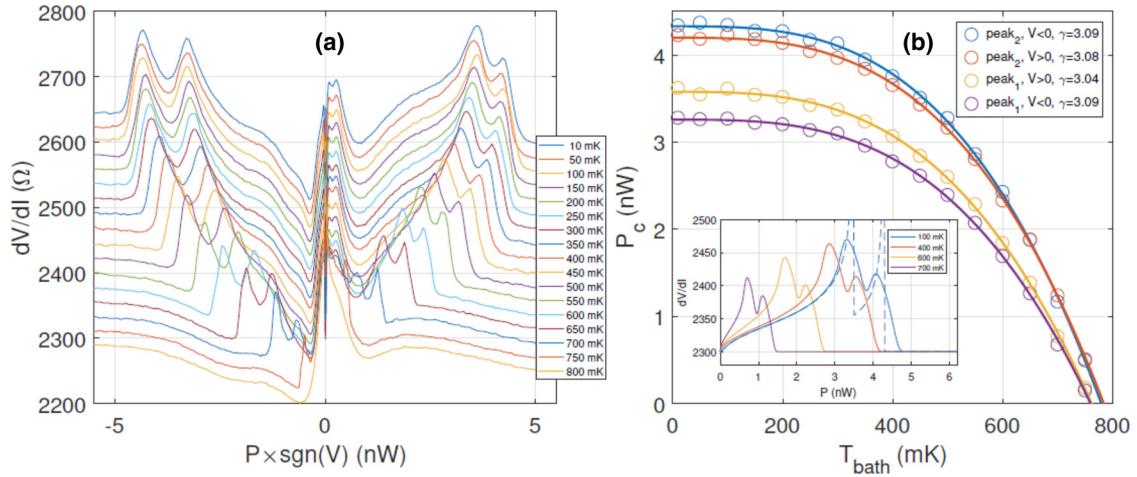 (a)
2800
2700
2600
2500
2400
2300
2200
dV/dI (Ω)
-5
0
5
P×sgn(V) (nW)
10 mK
50 mK
100 mK
150 mK
200 mK
250 mK
300 mK
350 mK
400 mK
450 mK
500 mK
550 mK
600 mK
650 mK
700 mK
750 mK
800 mK
(b)
4
3
2
1
0
P_c (nW)
0
200
400
600
800
T_bath (mK)
peak₂, V<0, γ=3.09
peak₂, V>0, γ=3.08
peak₁, V>0, γ=3.04
peak₁, V<0, γ=3.09
2500
2450
2400
2350
2300
dV/dI
0
1
2
3
4
5
6
P (nW)
100 mK
400 mK
600 mK
700 mK